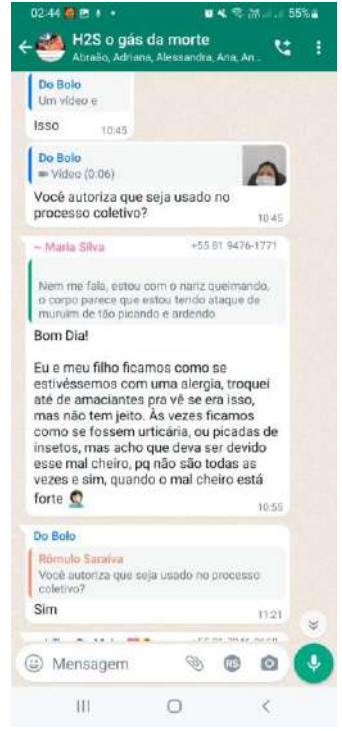 02:44
55%
H2S o gás da morte
Abraão, Adriana, Alessandra, Ana, An...
Do Bolo
Um vídeo e
Isso
10:45
Do Bolo
Vídeo (0:06)
Você autoriza que seja usado no
processo coletivo?
10:45
~ Maria Silva +55 81 9476-1771
Nem me fala, estou com o nariz queimando,
o corpo parece que estou tendo ataque de
muruim de tão picando e ardendo
Bom Dia!
Eu e meu filho ficamos como se
estivéssemos com uma alergia, troquei
até de amaciantes pra vê se era isso,
mas não tem jeito. Às vezes ficamos
como se fossem urticária, ou picadas de
insetos, mas acho que deva ser devido
esse mal cheiro, pq não são todas as
vezes e sim, quando o mal cheiro está
forte
10:55
Do Bolo
Rômulo Saraiva
Você autoriza que seja usado no processo
coletivo?
Sim
11:21
Mensagem